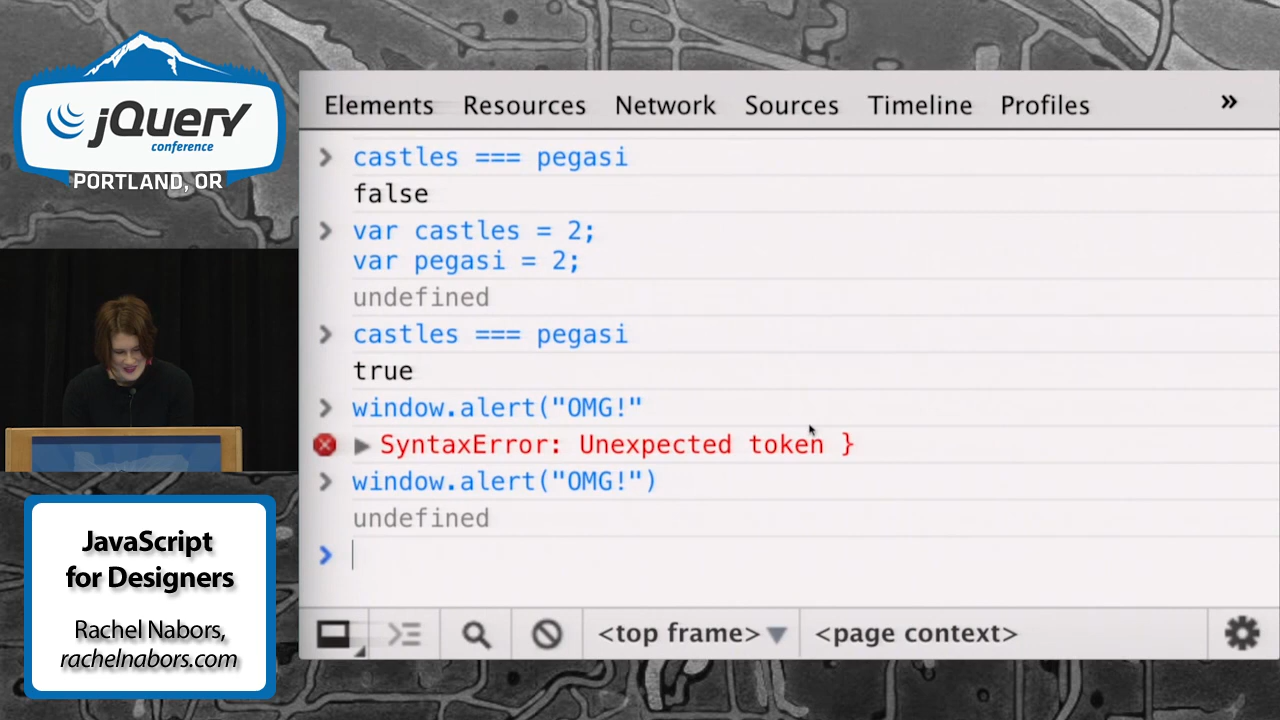 jQuery
conference
PORTLAND, OR
Elements Resources Network Sources Timeline Profiles »
> castles === pegasi
false
> var castles = 2;
var pegasi = 2;
undefined
> castles === pegasi
true
> window.alert("OMG!"
SyntaxError: Unexpected token }
> window.alert("OMG!")
undefined
>
<top frame> <page context>
JavaScript
for Designers
Rachel Nabors,
rachelnabors.com